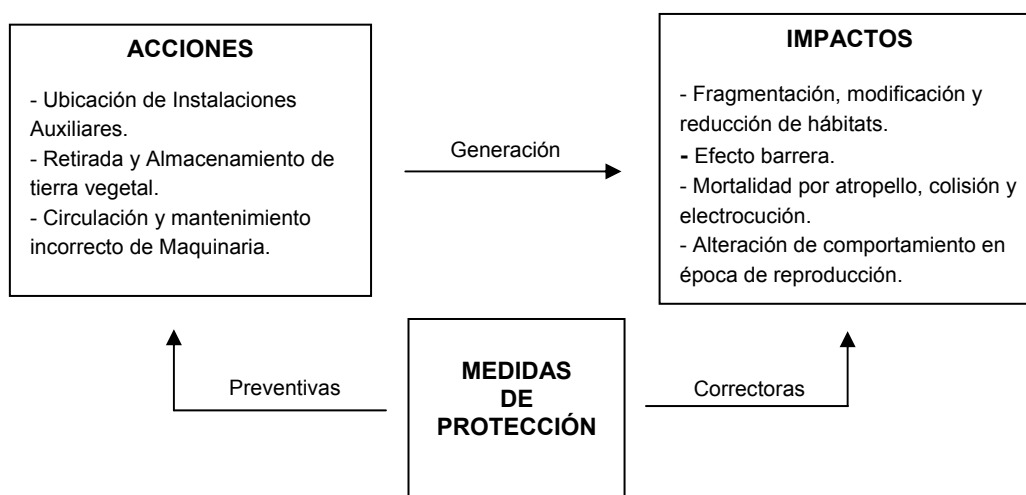 ACCIONES
- Ubicación de Instalaciones
Auxiliares.
- Retirada y Almacenamiento de
tierra vegetal.
- Circulación y mantenimiento
incorrecto de Maquinaria.
Generación
IMPACTOS
- Fragmentación, modificación y
reducción de hábitats.
- Efecto barrera.
- Mortalidad por atropello, colisión y
electrocución.
- Alteración de comportamiento en
época de reproducción.
Preventivas
MEDIDAS
DE
PROTECCIÓN
Correctoras